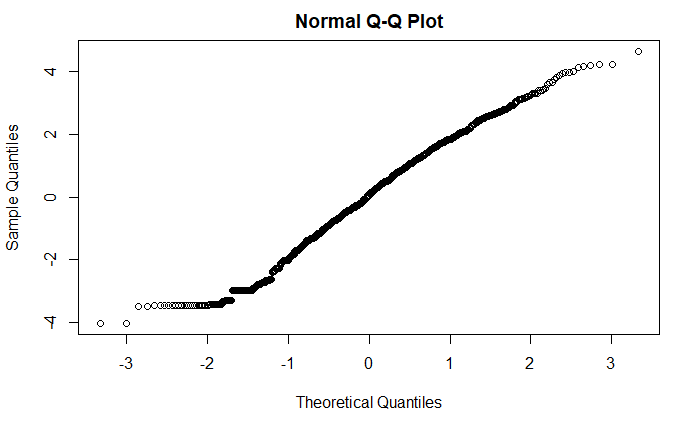 Normal Q-Q Plot
Sample Quantiles
4
2
0
-2
-4
-3 -2 -1 0 1 2 3
Theoretical Quantiles